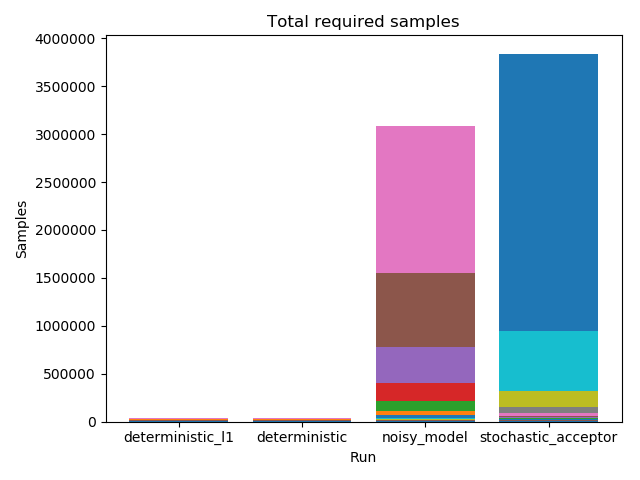 Total required samples
4000000
3500000
3000000
2500000
2000000
1500000
1000000
500000
0
Samples
deterministic_l1 deterministic noisy_model stochastic_acceptor
Run